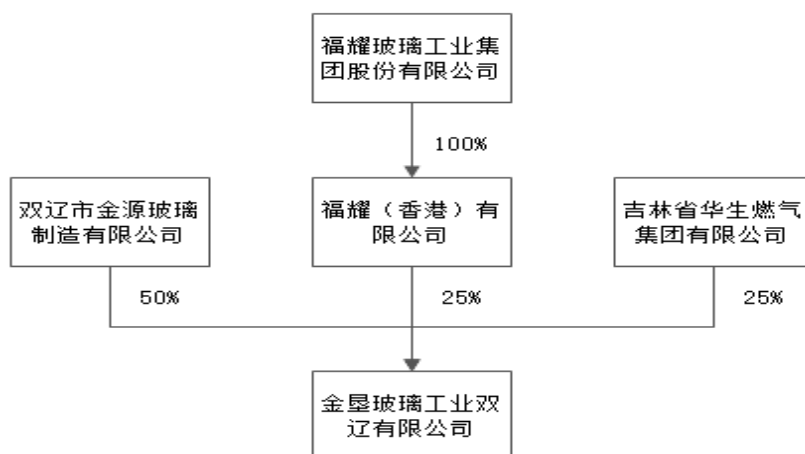 福耀玻璃工业集
团股份有限公司
100%
双辽市金源玻璃
制造有限公司
福耀（香港）有
限公司
吉林省华生燃气
集团有限公司
50%
25%
25%
金垦玻璃工业双
辽有限公司